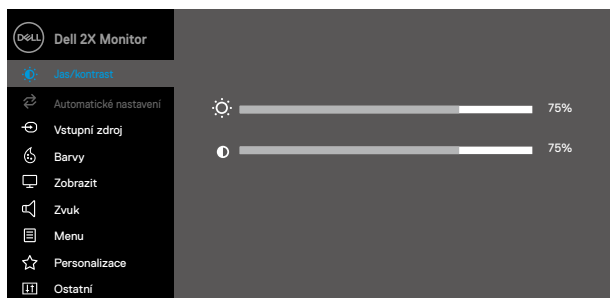 DELL
Dell 2X Monitor
Jas/kontrast
Automatické nastavení
75%
Vstupní zdroj
Barvy
75%
Zobrazit
Zvuk
Menu
Personalizace
Ostatní